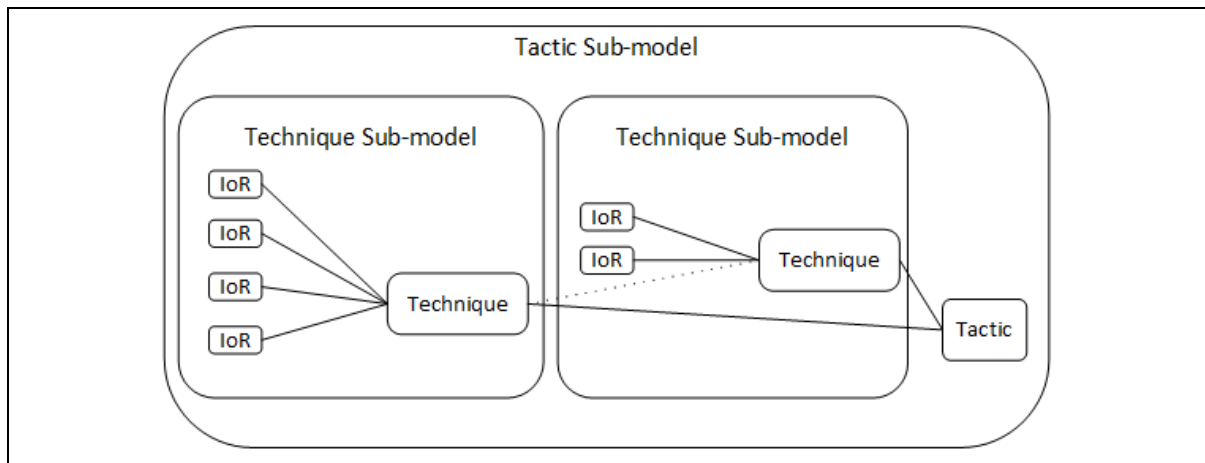 Tactic Sub-model
Technique Sub-model
IoR
IoR
IoR
IoR
Technique
Technique Sub-model
IoR
IoR
Technique
Tactic